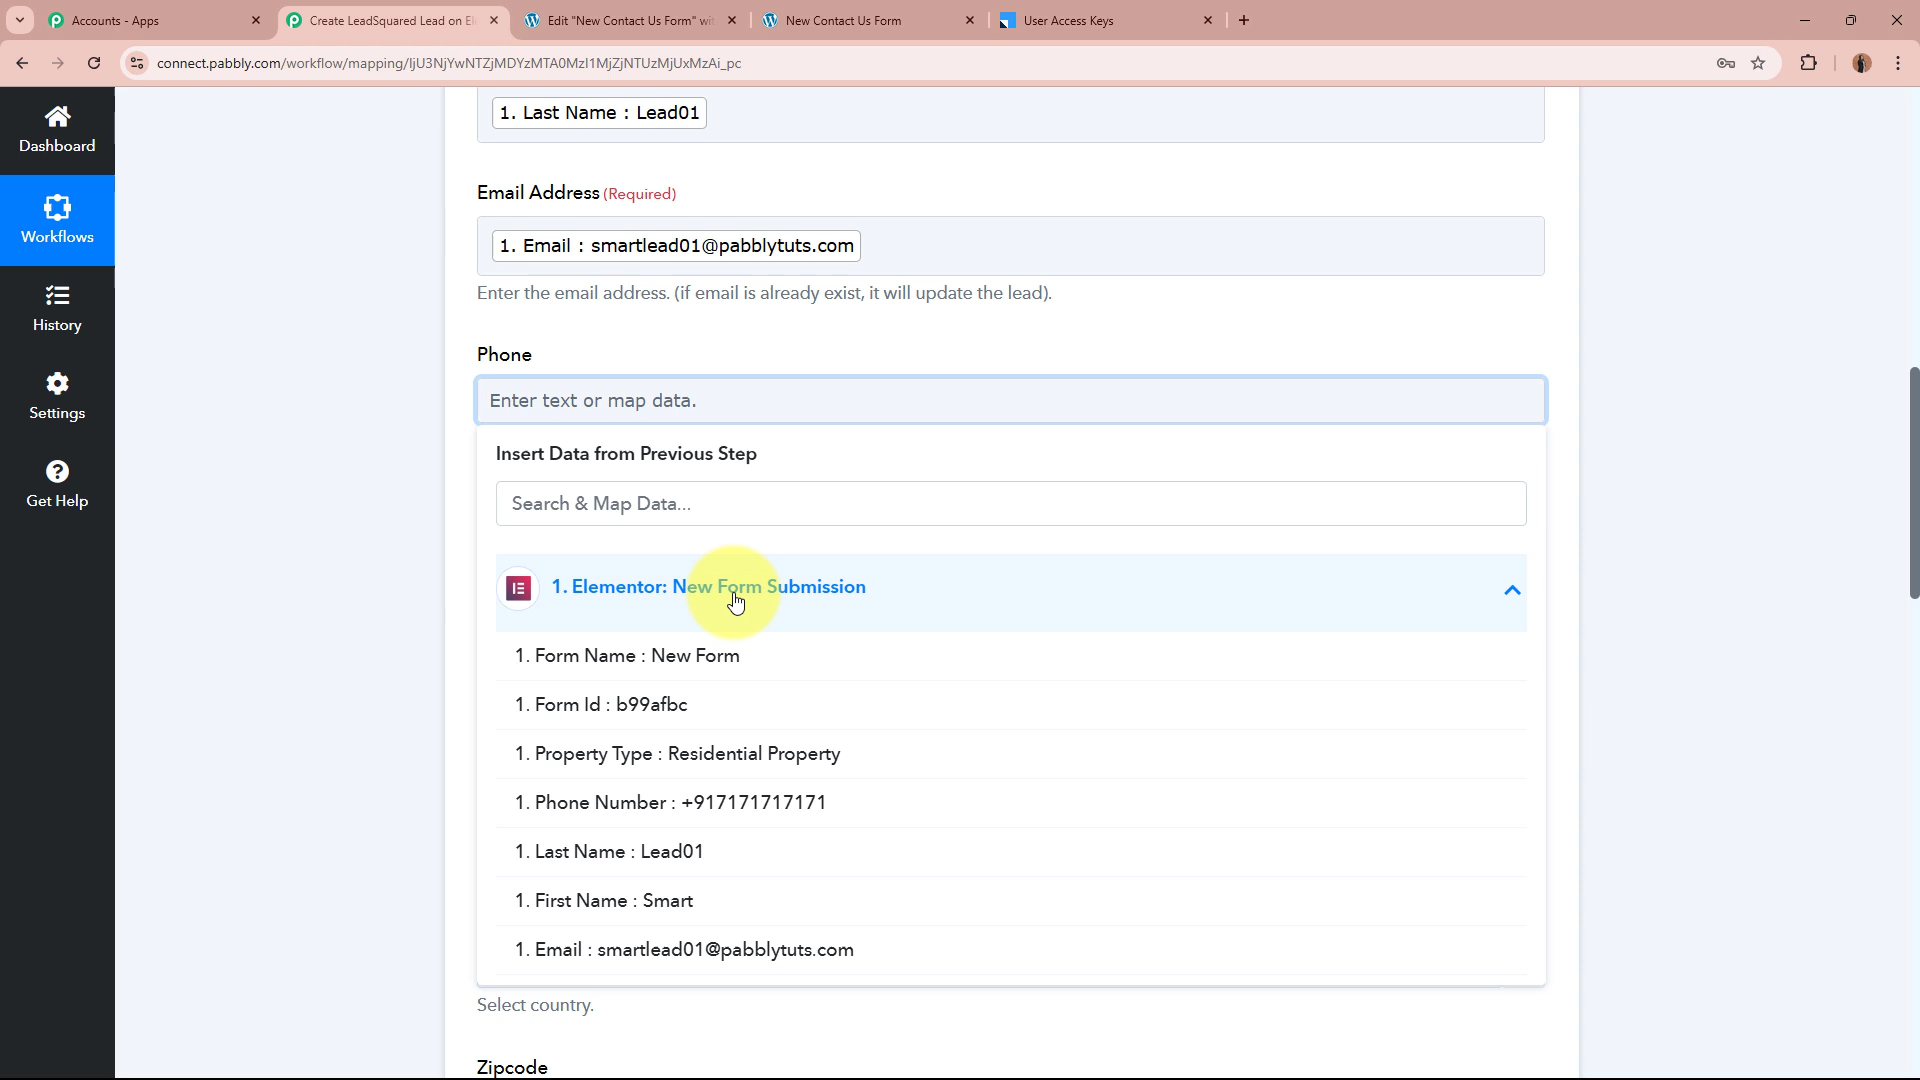 Accounts - Apps
Create LeadSquared Lead on El
Edit "New Contact Us Form" wit
New Contact Us Form
User Access Keys
connect.pabbly.com/workflow/mapping/IjU3NjYwNTZjMDYzMTA0MzI1MjZjNTUzMjUxMzAi_pc
Dashboard
Workflows
History
Settings
Get Help
1. Last Name : Lead01
Email Address (Required)
1. Email : smartlead01@pabblytuts.com
Enter the email address. (if email is already exist, it will update the lead).
Phone
Enter text or map data.
Insert Data from Previous Step
Search & Map Data...
1. Elementor: New Form Submission
1. Form Name : New Form
1. Form Id : b99afbc
1. Property Type : Residential Property
1. Phone Number : +917171717171
1. Last Name : Lead01
1. First Name : Smart
1. Email : smartlead01@pabblytuts.com
Select country.
Zipcode